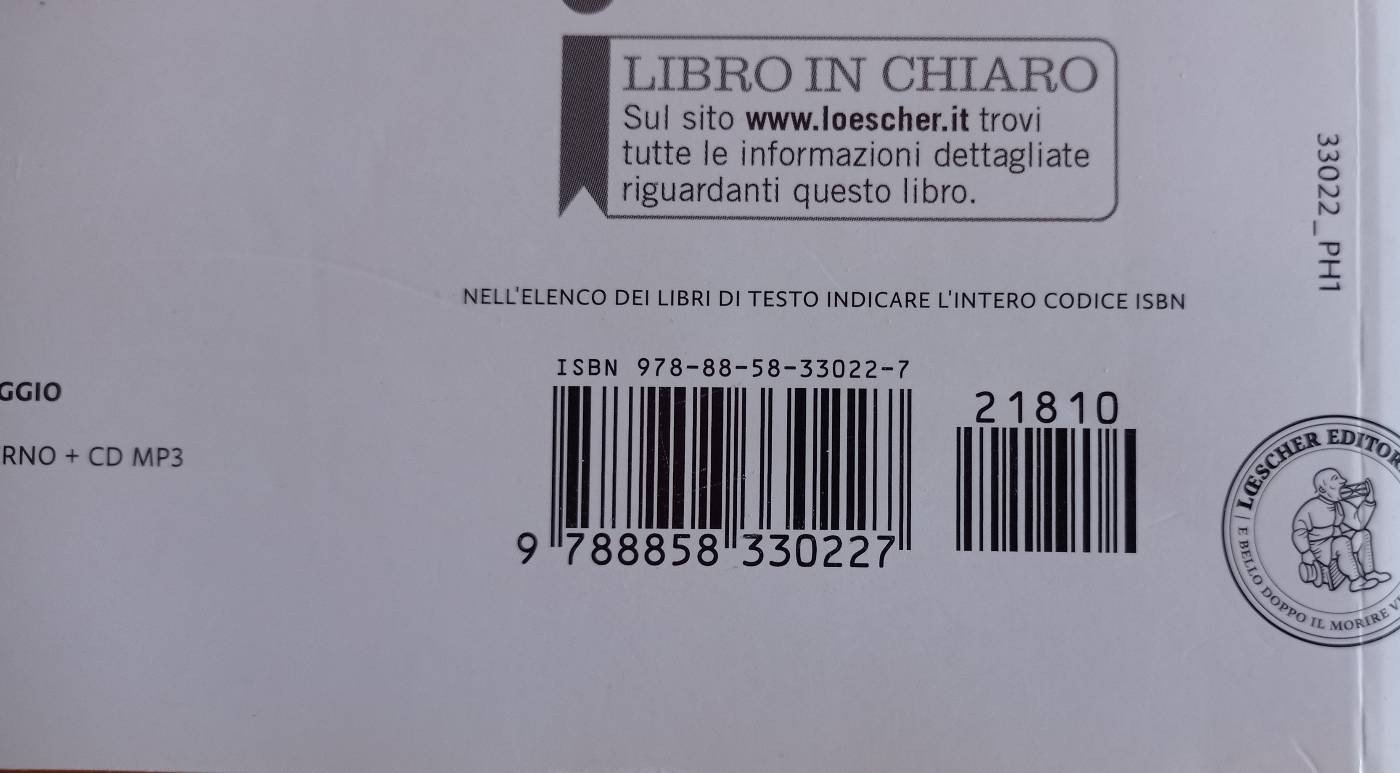 LIBRO IN CHIARO
Sul sito www.loescher.it trovi
tutte le informazioni dettagliate
riguardanti questo libro.
33022_PH1
NELL'ELENCO DEI LIBRI DI TESTO INDICARE L'INTERO CODICE ISBN
ISBN 978-88-58-33022-7
21810
9 788858 330227
GGIO
RNO + CD MP3
LŒSCHER EDITOR
E BELLO DOPPO IL MORIRE V